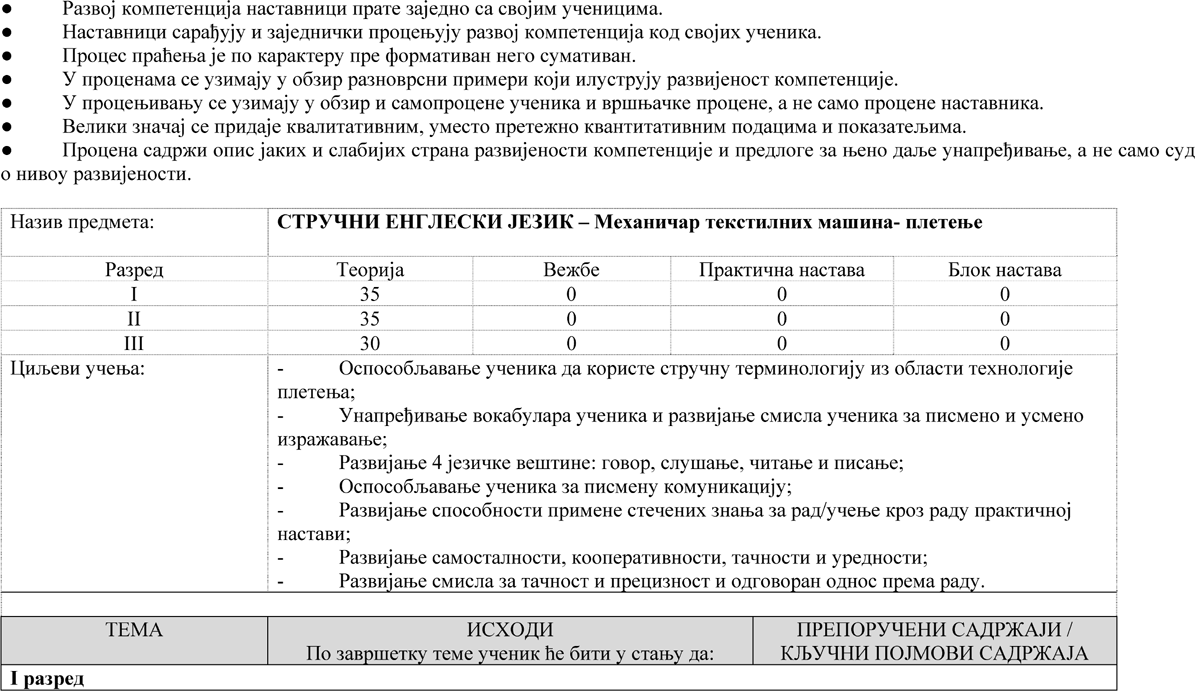 ● Развој компетенција наставници прате заједно са својим ученицима.
● Наставници сарађују и заједнички процењују развој компетенција код својих ученика.
● Процес праћења је по карактеру пре формативан него сумативан.
● У проценама се узимају у обзир разноврсни примери који илуструју развијеност компетенције.
● У процењивању се узимају у обзир и самопроцене ученика и вршњачке процене, а не само процене наставника.
● Велики значај се придаје квалитативним, уместо претежно квантитативним подацима и показатељима.
● Процена садржи опис јаких и слабијих страна развијености компетенције и предлоге за њено даље унапређивање, а не само суд
о нивоу развијености.
Назив предмета: СТРУЧНИ ЕНГЛЕСКИ ЈЕЗИК – Механичар текстилних машина- плетење
Разред Теорија Вежбе Практична настава Блок настава
I 35 0 0 0
II 35 0 0 0
III 30 0 0 0
Циљеви учења: - Оспособљавање ученика да користе стручну терминологију из области технологије
плетења;
- Унапређивање вокабулара ученика и развијање смисла ученика за писмено и усмено
изражавање;
- Развијање 4 језичке вештине: говор, слушање, читање и писање;
- Оспособљавање ученика за писмену комуникацију;
- Развијање способности примене стечених знања за рад/учење кроз раду практичној
настави;
- Развијање самосталности, кооперативности, тачности и уредности;
- Развијање смисла за тачност и прецизност и одговоран однос према раду.
ТЕМА ИСХОДИ ПРЕПОРУЧЕНИ САДРЖАЈИ /
По завршетку теме ученик ће бити у стању да: КЉУЧНИ ПОЈМОВИ САДРЖАЈА
I разред